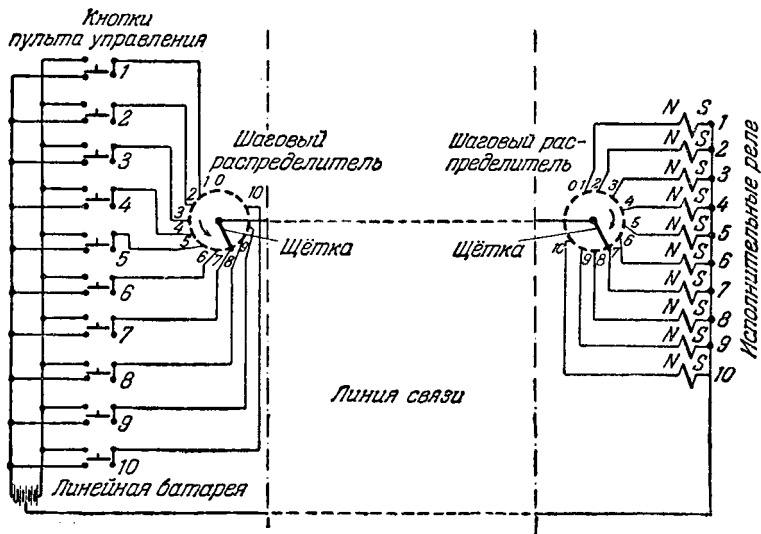 Кнопки
пульта управления
1
2
3
4
5
6
7
8
9
10
Линейная батарея
Шаговый
распределитель
0
1
2
3
4
5
6
7
8
9
10
Щётка
Линия связи
Шаговый рас-
пределитель
0
1
2
3
4
5
6
7
8
9
10
Щётка
N S 1
N S 2
N S 3
N S 4
N S 5
N S 6
N S 7
N S 8
N S 9
N S 10
Исполнительные реле